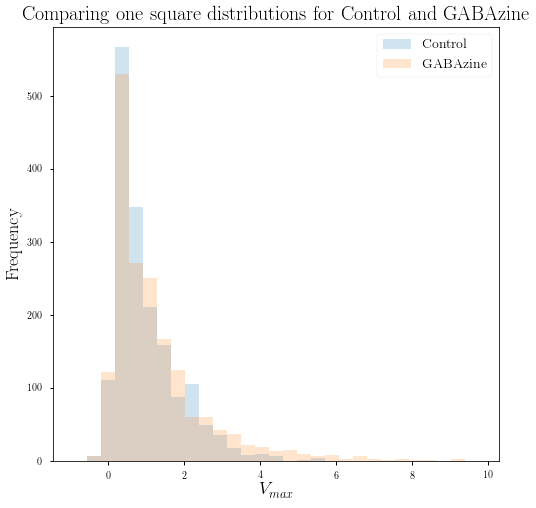 Comparing one square distributions for Control and GABAzine
Control
GABAzine
Frequency
500
400
300
200
100
0
0 2 4 6 8 10
V_max